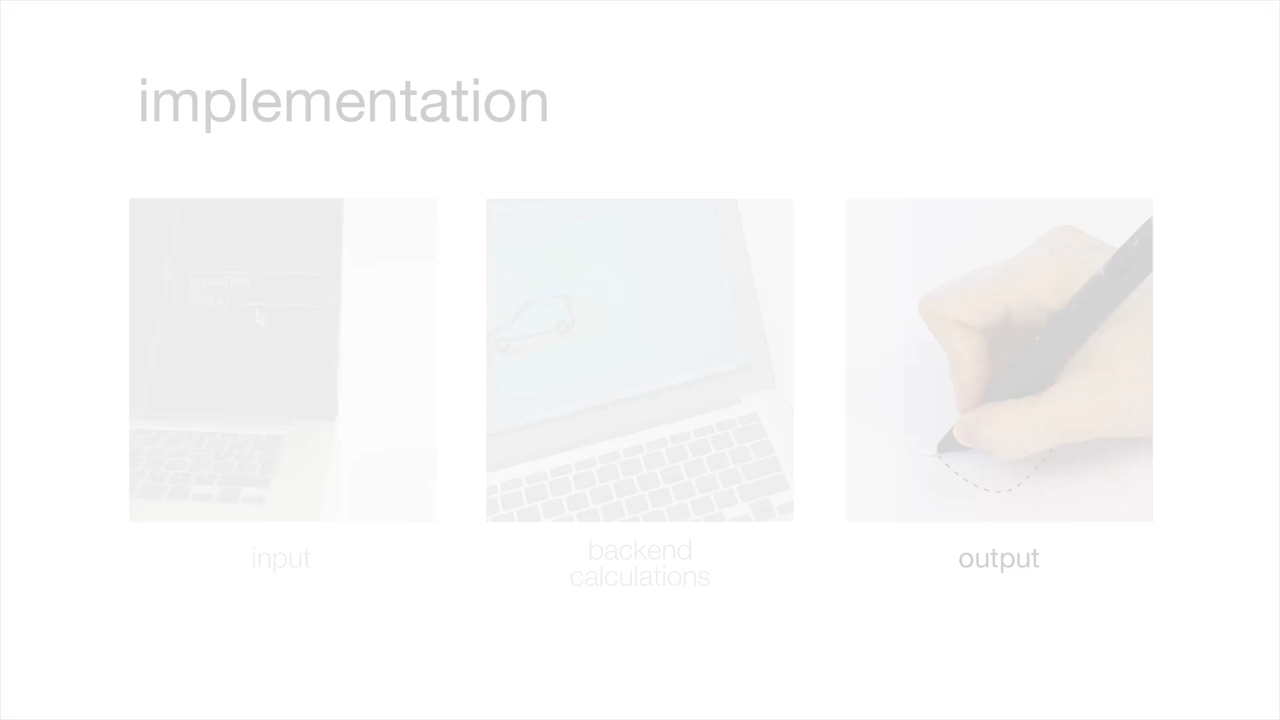 implementation
input
backend
calculations
output